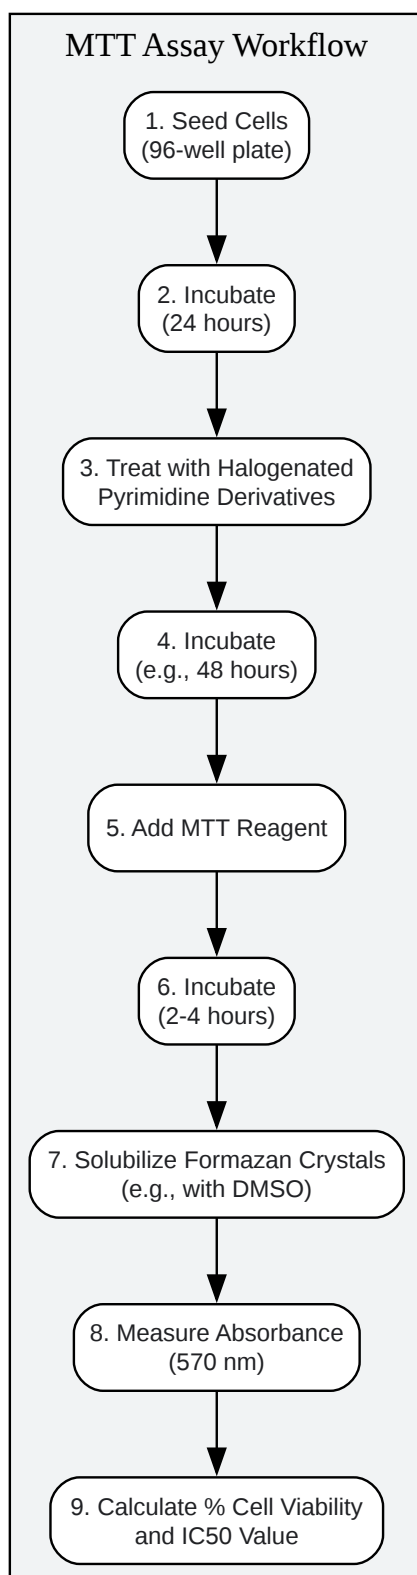 MTT Assay Workflow
1. Seed Cells
(96-well plate)
2. Incubate
(24 hours)
3. Treat with Halogenated
Pyrimidine Derivatives
4. Incubate
(e.g., 48 hours)
5. Add MTT Reagent
6. Incubate
(2-4 hours)
7. Solubilize Formazan Crystals
(e.g., with DMSO)
8. Measure Absorbance
(570 nm)
9. Calculate % Cell Viability
and IC50 Value